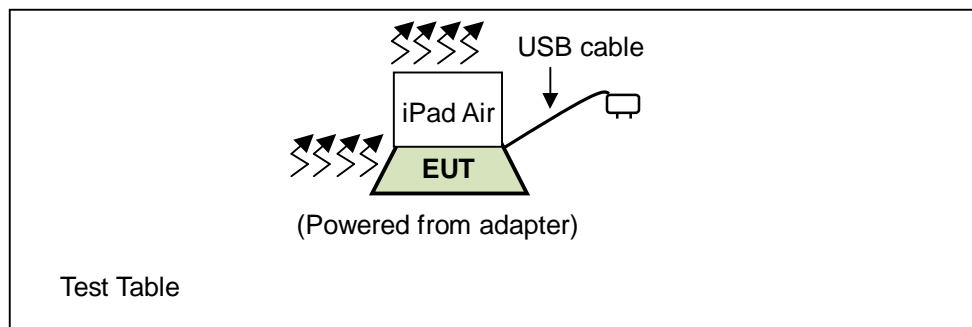 USB cable
iPad Air
EUT
(Powered from adapter)
Test Table